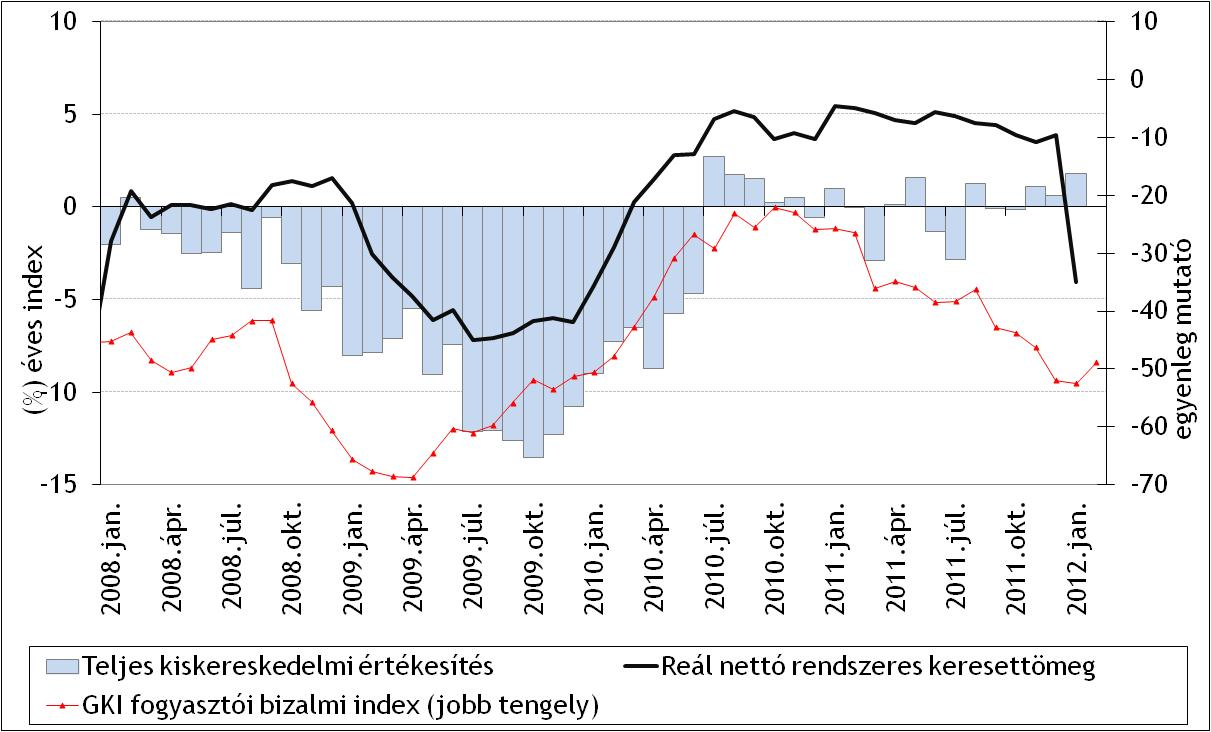 10
5
0
-5
-10
-15
(%) éves index
10
0
-10
-20
-30
-40
-50
-60
-70
egyenleg mutató
2008.jan.
2008.ápr.
2008.júl.
2008.okt.
2009.jan.
2009.ápr.
2009.júl.
2009.okt.
2010.jan.
2010.ápr.
2010.júl.
2010.okt.
2011.jan.
2011.ápr.
2011.júl.
2011.okt.
2012.jan.
Teljes kiskereskedelmi értékesítés
Reál nettó rendszeres keresettömeg
GKI fogyasztói bizalmi index (jobb tengely)